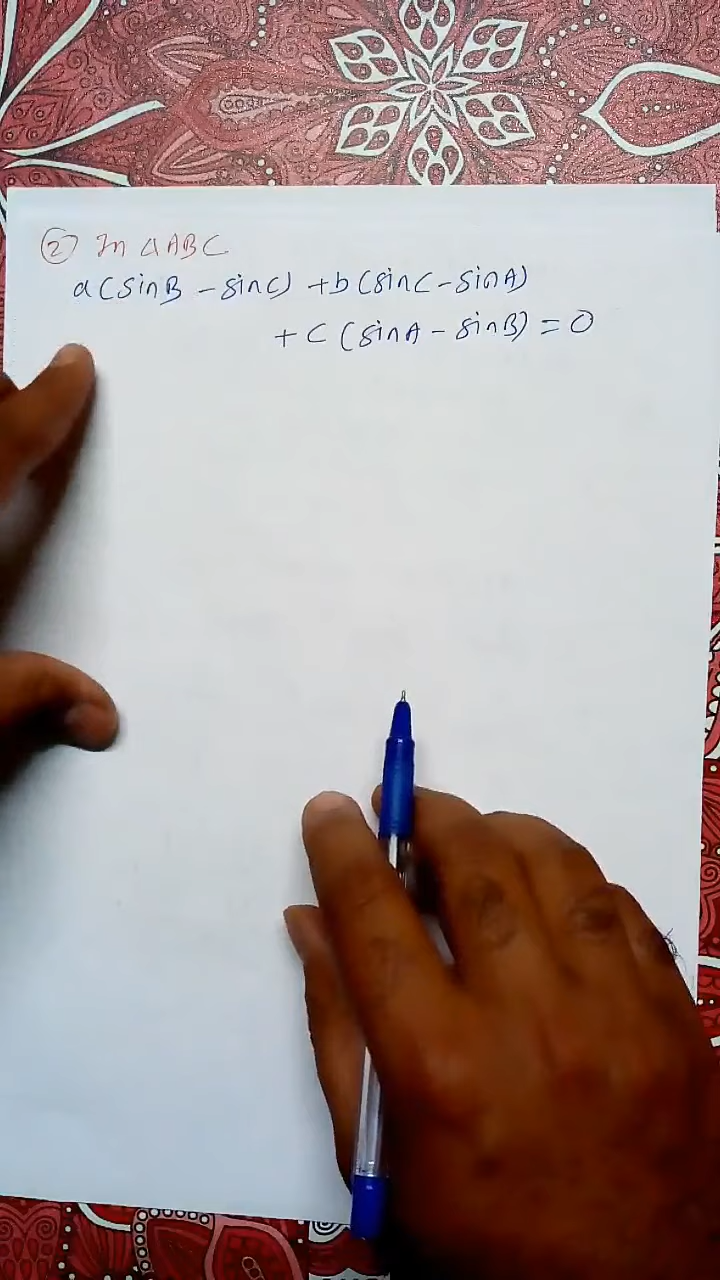 ② In △ABC
a(sinB - sinC) + b(sinC - sinA)
+ c (sinA - sinB) = 0